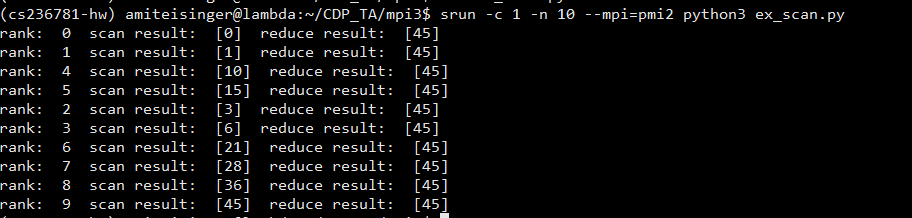 (cs236781-hw) amiteisinger@lambda:~/CDP_TA/mpi3$ srun -c 1 -n 10 --mpi=pmi2 python3 ex_scan.py
rank:  0  scan result:  [0]  reduce result:  [45]
rank:  1  scan result:  [1]  reduce result:  [45]
rank:  4  scan result:  [10]  reduce result:  [45]
rank:  5  scan result:  [15]  reduce result:  [45]
rank:  2  scan result:  [3]  reduce result:  [45]
rank:  3  scan result:  [6]  reduce result:  [45]
rank:  6  scan result:  [21]  reduce result:  [45]
rank:  7  scan result:  [28]  reduce result:  [45]
rank:  8  scan result:  [36]  reduce result:  [45]
rank:  9  scan result:  [45]  reduce result:  [45]